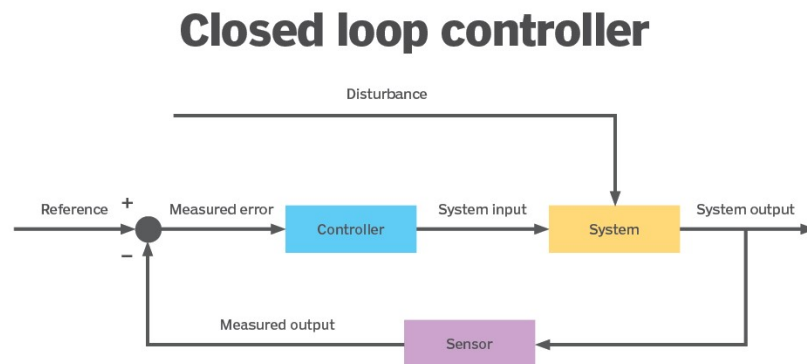 Closed loop controller
Disturbance
Reference
+
Measured error
Controller
System input
System
System output
−
Measured output
Sensor